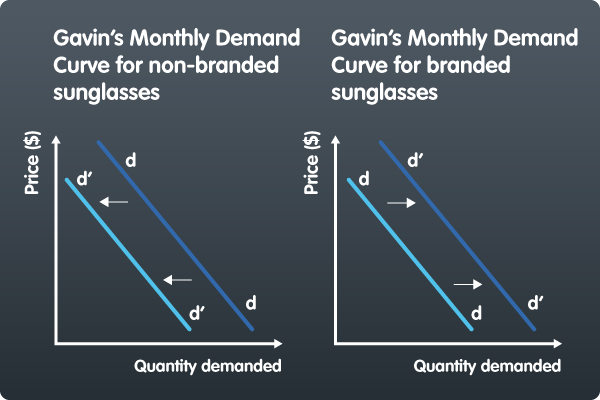 Gavin's Monthly Demand
Curve for non-branded
sunglasses
Price ($)
d
d'
d
d'
Quantity demanded
Gavin's Monthly Demand
Curve for branded
sunglasses
Price ($)
d'
d
d'
d
Quantity demanded